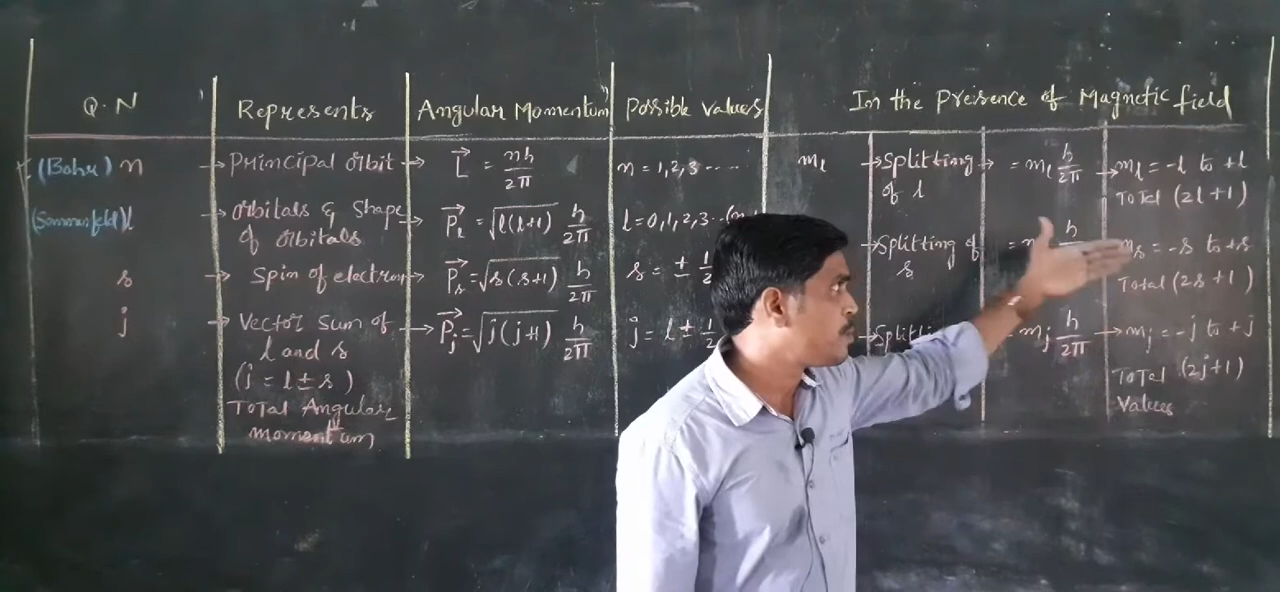 Q.N
Represents
Angular Momentum
Possible values
In the presence of Magnetic field
(Bohr) n → Principal orbit → L⃗ = nh/2π
n = 1,2,3.....
mₗ → Splitting of l → = mₗ h/2π → mₗ = -l to +l
Total (2l+1)
(Sommerfeld) l → Orbitals & Shape of orbitals → P⃗ₗ = √l(l+1) h/2π
l = 0,1,2,3...
s → Spin of electron → P⃗ₛ = √s(s+1) h/2π
s = ± 1/2
→ Splitting of s
= h
mₛ = -s to +s
Total (2s+1)
j → Vector sum of l and s → P⃗ⱼ = √j(j+1) h/2π
(j = l ± s)
Total Angular
momentum
j = l ± 1/2
= mⱼ h/2π → mⱼ = -j to +j
Total (2j+1)
Values